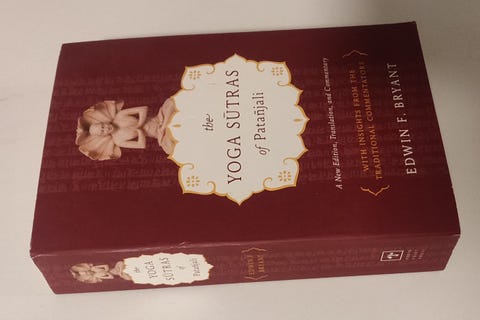 the
YOGA SŪTRAS
of Patañjali
A New Edition, Translation, and Commentary
WITH INSIGHTS FROM THE
TRADITIONAL COMMENTATORS
EDWIN F. BRYANT
the
YOGA
SŪTRAS
of
Patañjali
EDWIN F.
BRYANT